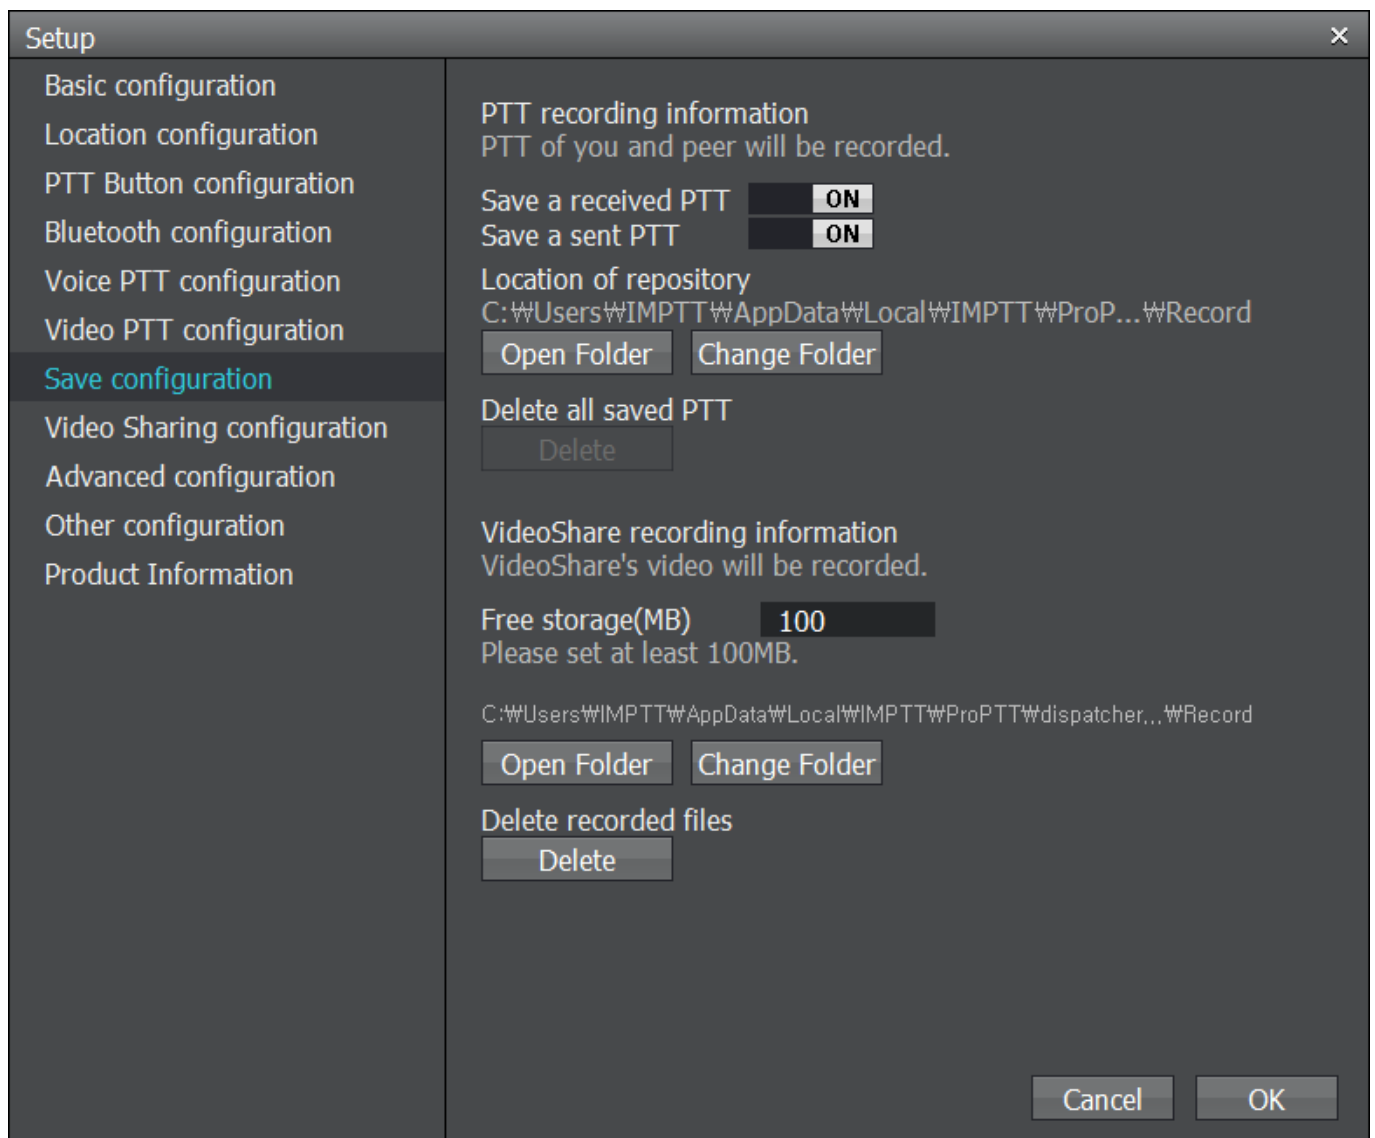 Setup
Basic configuration
Location configuration
PTT Button configuration
Bluetooth configuration
Voice PTT configuration
Video PTT configuration
Save configuration
Video Sharing configuration
Advanced configuration
Other configuration
Product Information
PTT recording information
PTT of you and peer will be recorded.
Save a received PTT ON
Save a sent PTT ON
Location of repository
C:₩Users₩IMPTT₩AppData₩Local₩IMPTT₩ProP...₩Record
Open Folder Change Folder
Delete all saved PTT
Delete
VideoShare recording information
VideoShare's video will be recorded.
Free storage(MB) 100
Please set at least 100MB.
C:₩Users₩IMPTT₩AppData₩Local₩IMPTT₩ProPTT₩dispatcher...₩Record
Open Folder Change Folder
Delete recorded files
Delete
Cancel OK